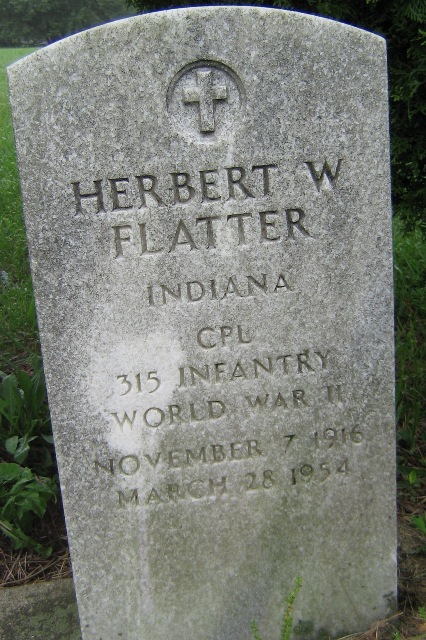 HERBERT W
FLATTER
INDIANA
CPL
315 INFANTRY
WORLD WAR II
NOVEMBER 7 1916
MARCH 28 1954